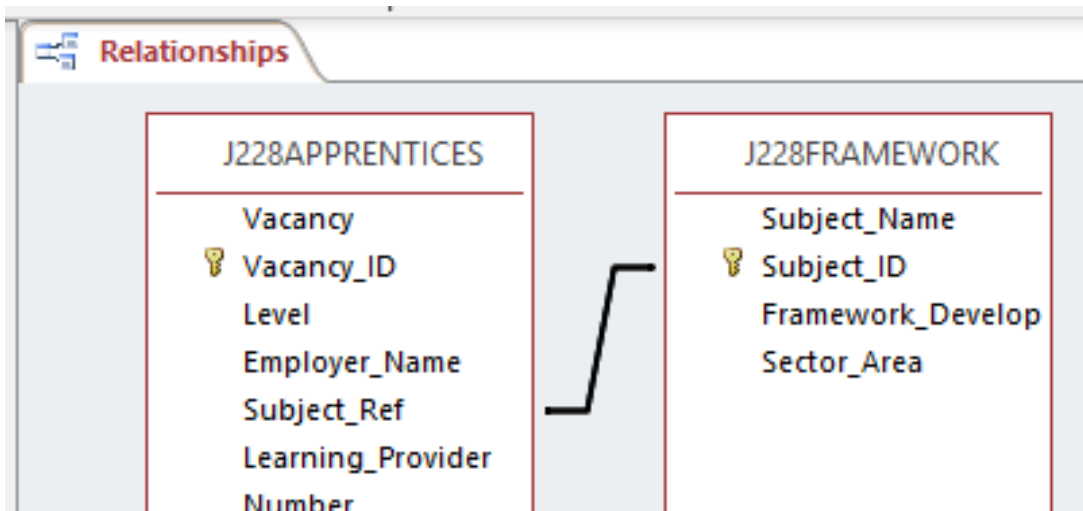 Relationships
J228APPRENTICES
Vacancy
Vacancy_ID
Level
Employer_Name
Subject_Ref
Learning_Provider
Number
J228FRAMEWORK
Subject_Name
Subject_ID
Framework_Develop
Sector_Area